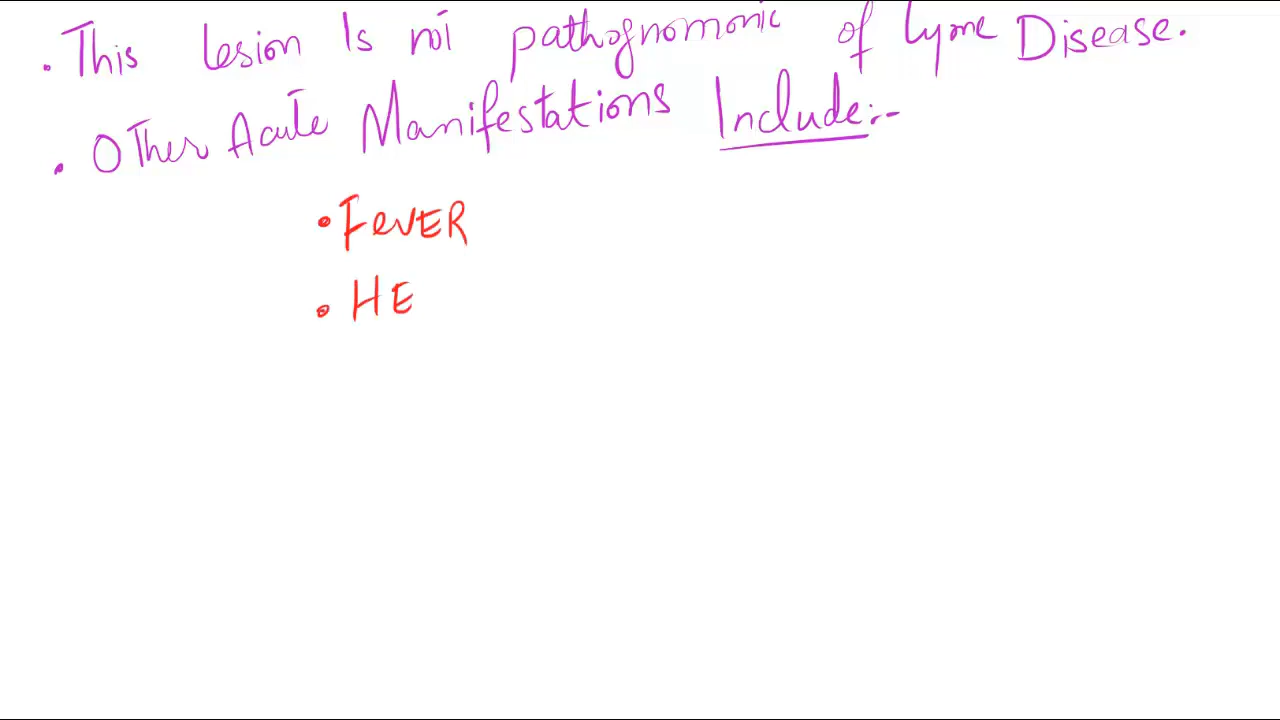 • This lesion Is not pathognomonic of Lyme Disease.
• Other Acute Manifestations Include:-
• FeVER
• HE